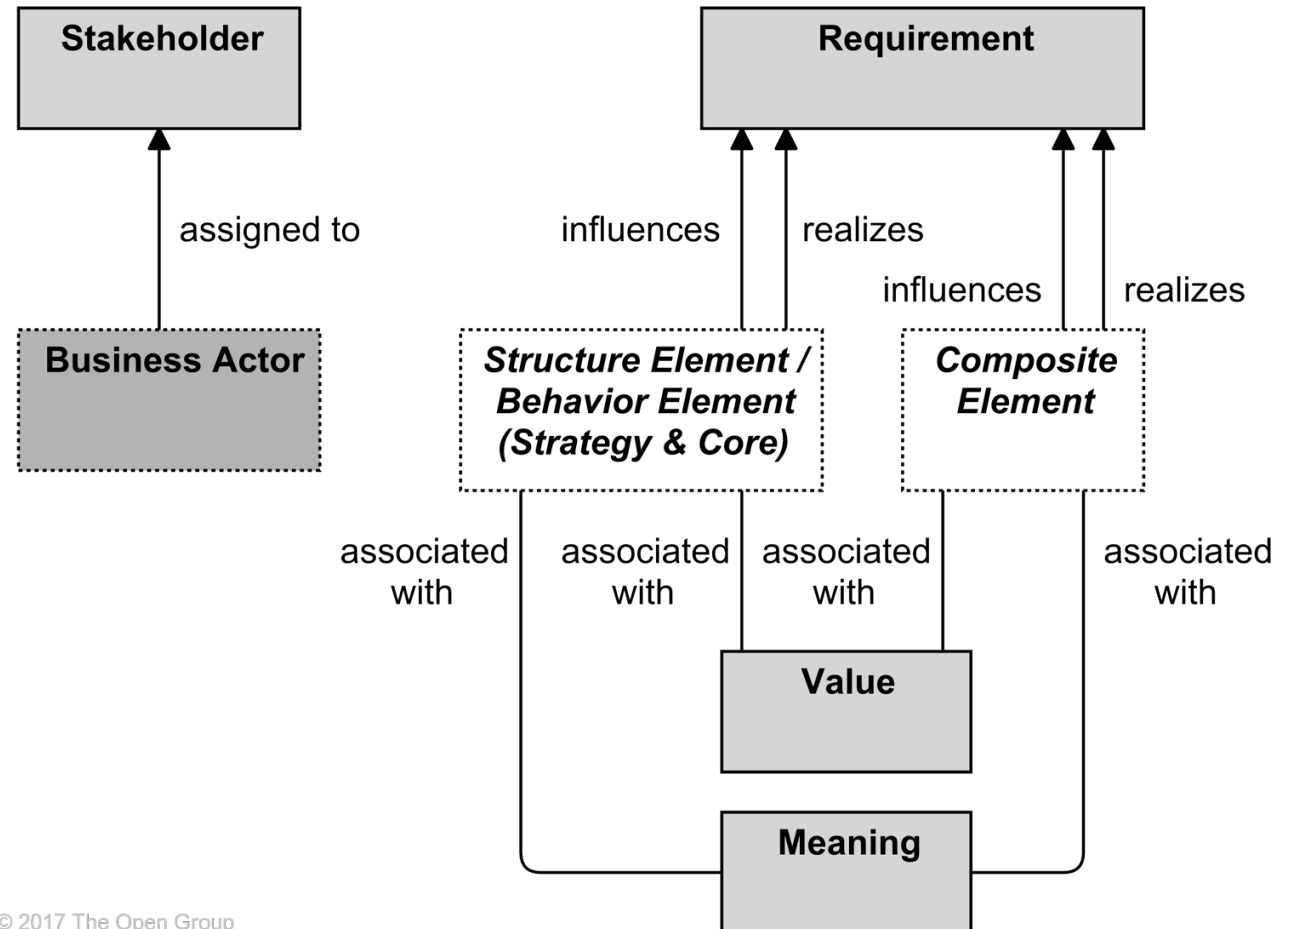 Stakeholder
Requirement
assigned to
influences
realizes
influences
realizes
Business Actor
Structure Element /
Behavior Element
(Strategy & Core)
Composite
Element
associated
with
associated
with
associated
with
associated
with
Value
Meaning
© 2017 The Open Group